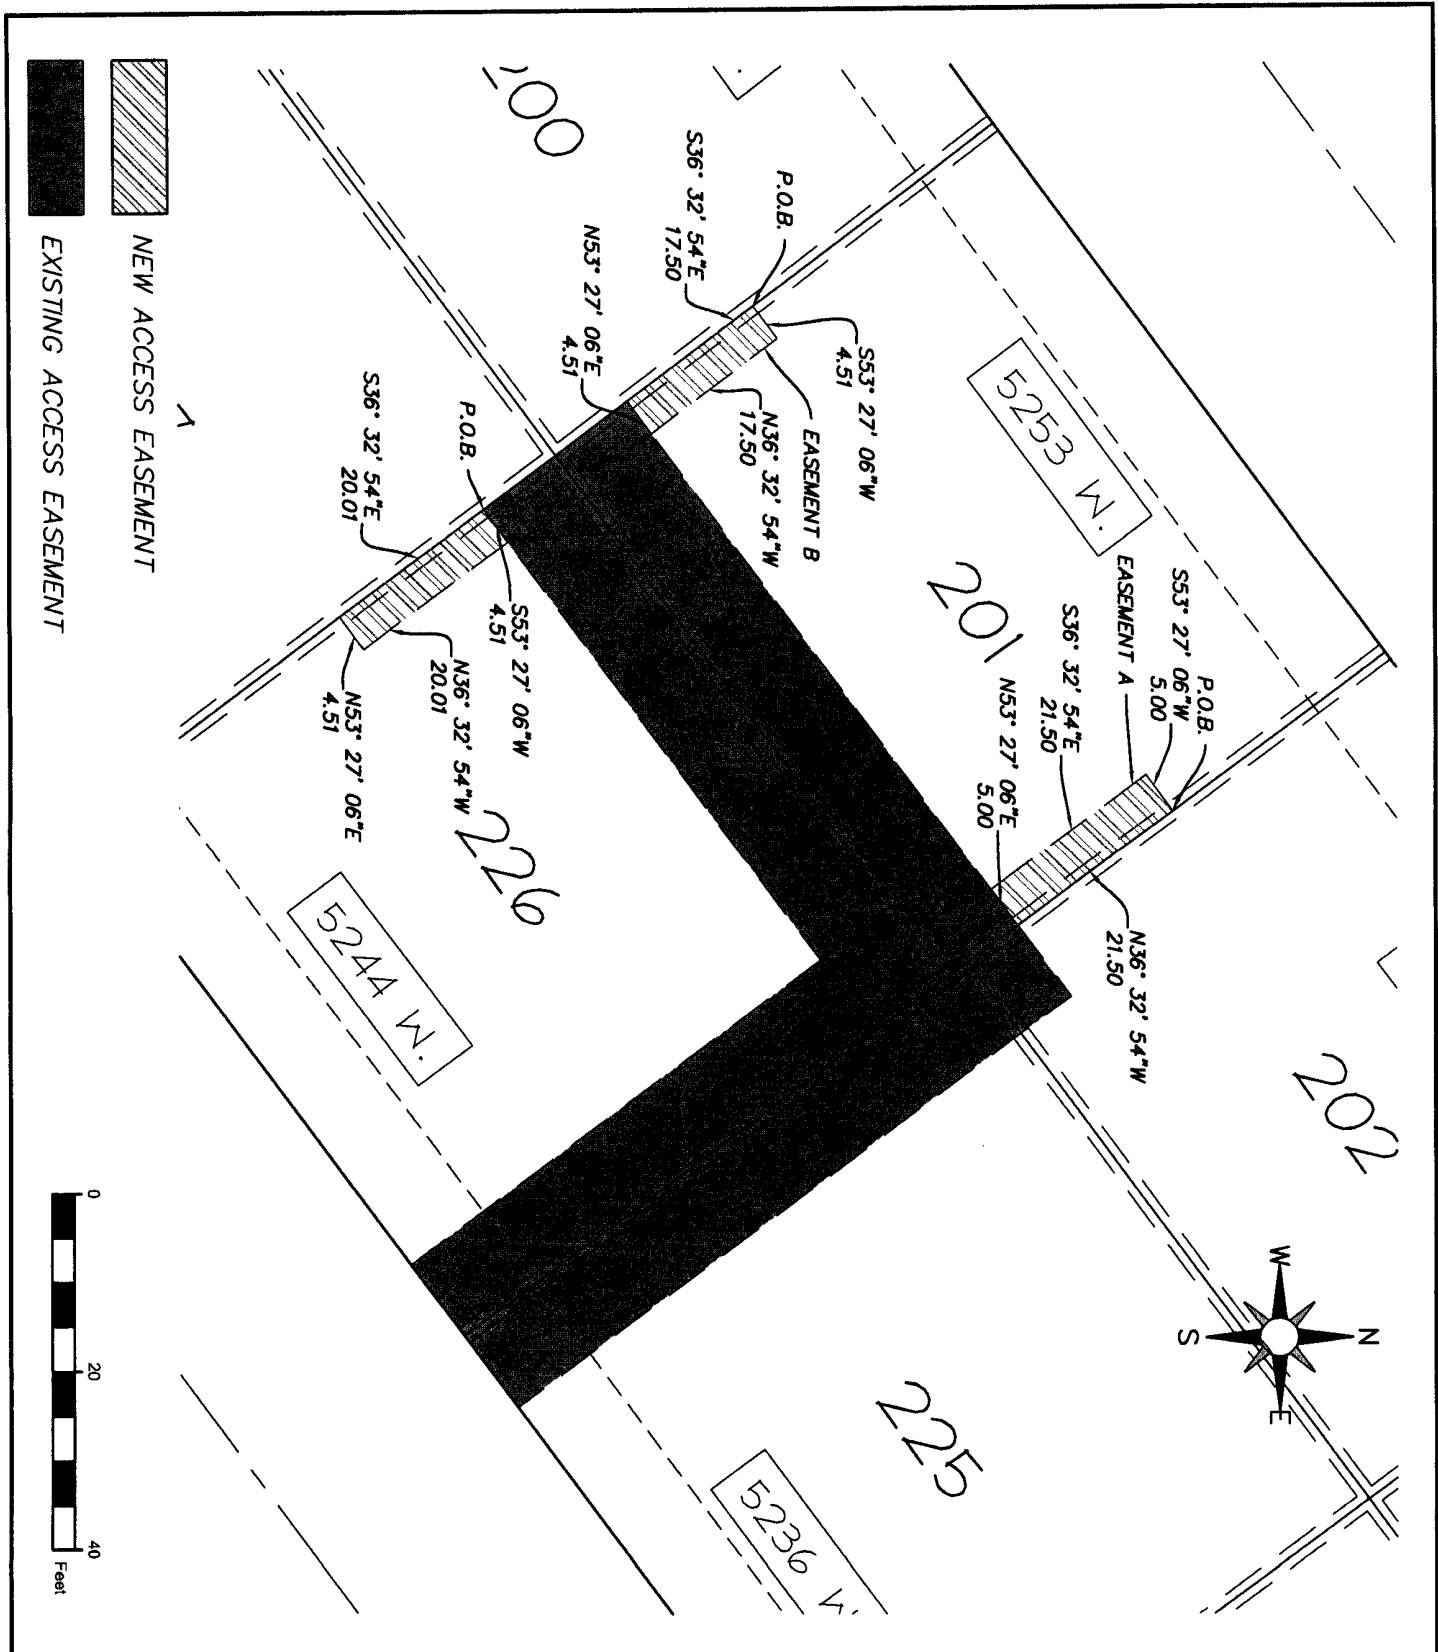 S53° 27' 06"W
5.00
P.O.B.
EASEMENT A
S36° 32' 54"E
21.50
N53° 27' 06"E
5.00
N36° 32' 54"W
21.50
202
5253 W.
201
P.O.B.
S36° 32' 54"E
17.50
S53° 27' 06"W
4.51
EASEMENT B
N36° 32' 54"W
17.50
N53° 27' 06"E
4.51
200
P.O.B.
S36° 32' 54"E
20.01
S53° 27' 06"W
4.51
N36° 32' 54"W
20.01
N53° 27' 06"E
4.51
226
5244 W.
225
5236 W.
N
W
E
S
NEW ACCESS EASEMENT
EXISTING ACCESS EASEMENT
0 20 40
Feet